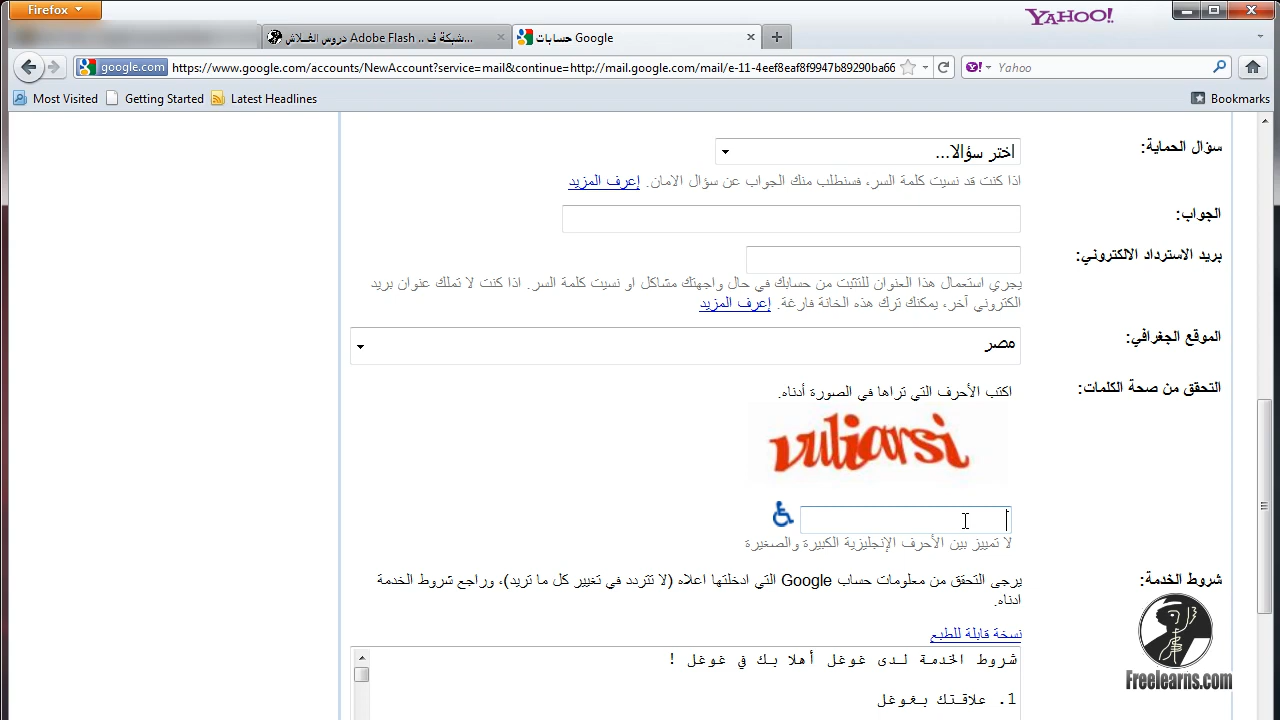 Firefox
YAHOO!
شبكة ف .. Adobe Flash دروس الفلاش...
حسابات Google
google.com
https://www.google.com/accounts/NewAccount?service=mail&continue=http://mail.google.com/mail/e-11-
Yahoo
Most Visited
Getting Started
Latest Headlines
Bookmarks
سؤال الحماية:
اختر سؤالا...
اذا كنت قد نسيت كلمة السر، فسنطلب منك الجواب عن سؤال الامان. إعرف المزيد
الجواب:
بريد الاسترداد الالكتروني:
يجري استعمال هذا العنوان للتثبت من حسابك في حال واجهتك مشاكل او نسيت كلمة السر. اذا كنت لا تملك عنوان بريد
الكتروني آخر، يمكنك ترك هذه الخانة فارغة. إعرف المزيد
الموقع الجغرافي:
مصر
التحقق من صحة الكلمات:
اكتب الأحرف التي تراها في الصورة أدناه.
vuliarsi
لا تمييز بين الأحرف الإنجليزية الكبيرة والصغيرة
شروط الخدمة:
يرجى التحقق من معلومات حساب Google التي ادخلتها اعلاه (لا تتردد في تغيير كل ما تريد)، وراجع شروط الخدمة
ادناه.
نسخة قابلة للطبع
شروط الخدمة لدى غوغل أهلا بك في غوغل !
1. علاقتك بغوغل
Freelearns.com